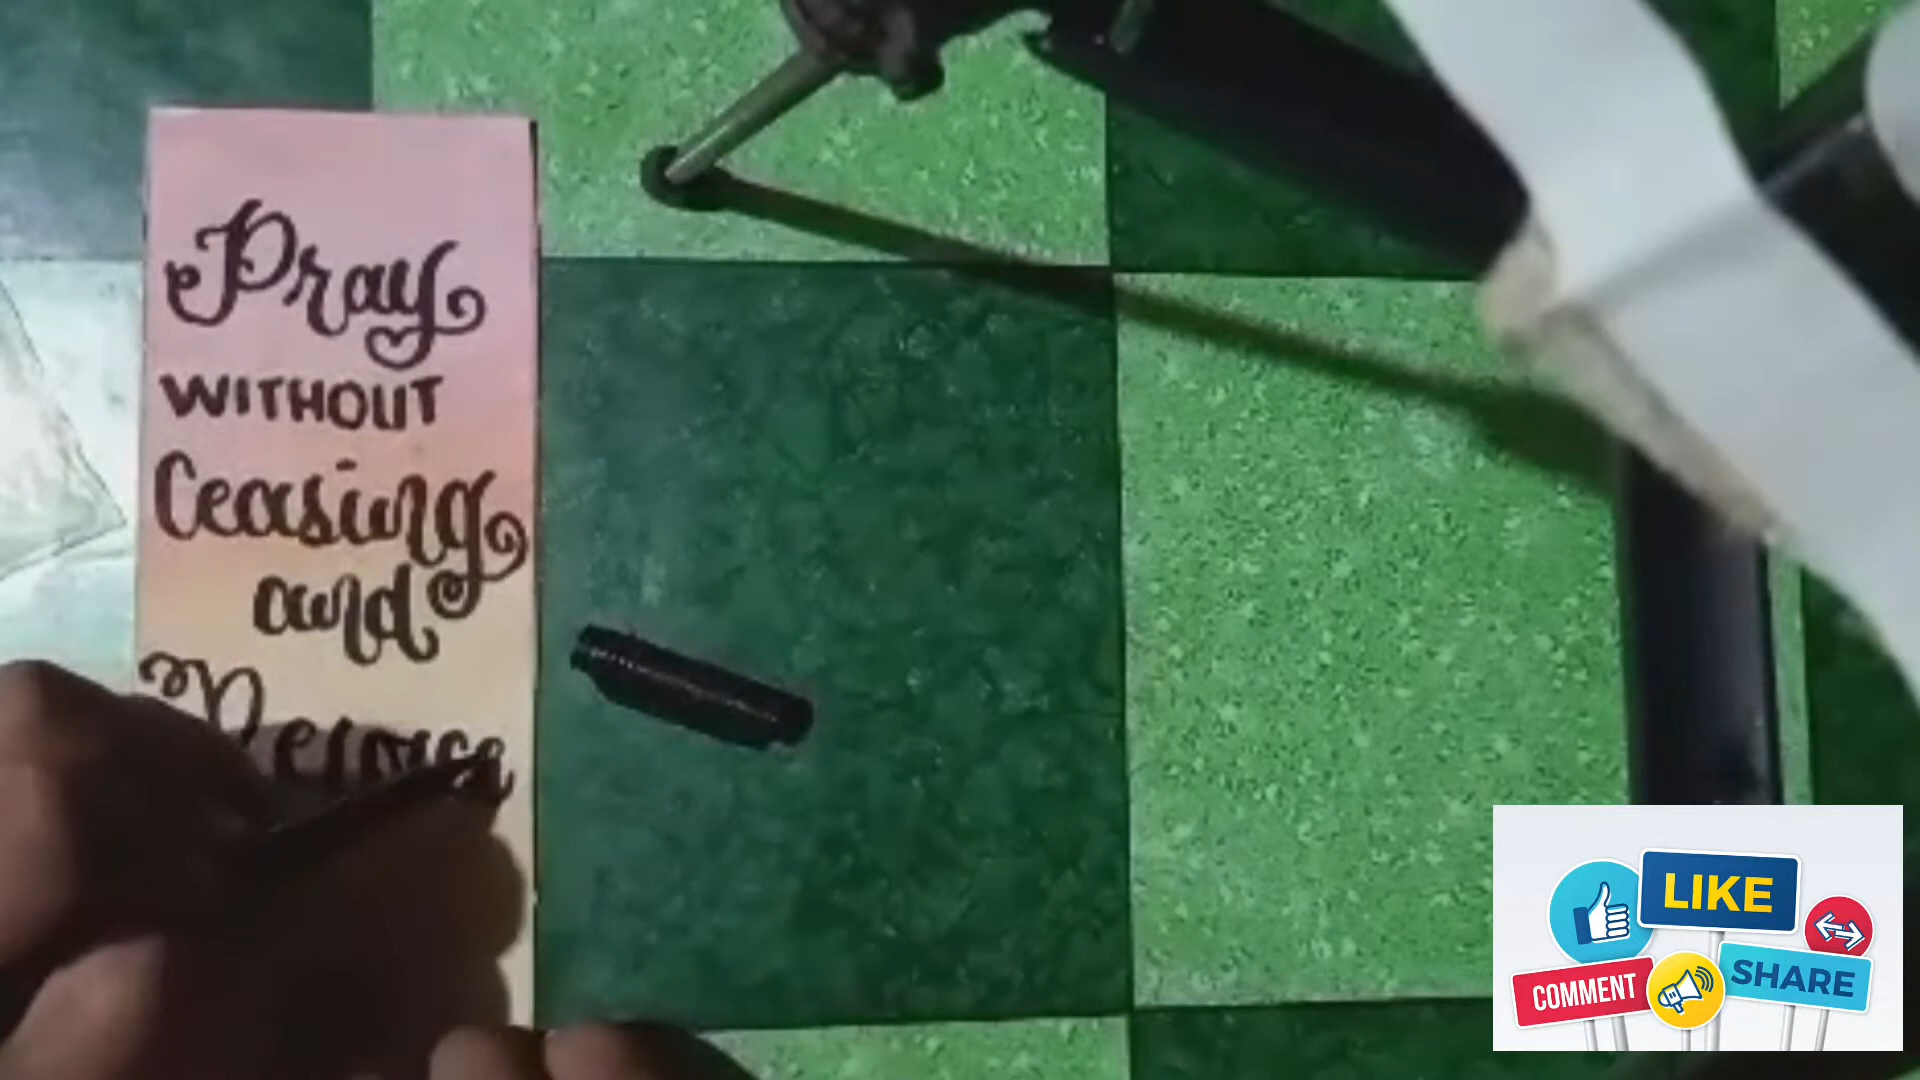 Pray
WITHOUT
Ceasing
and
LIKE
COMMENT
SHARE